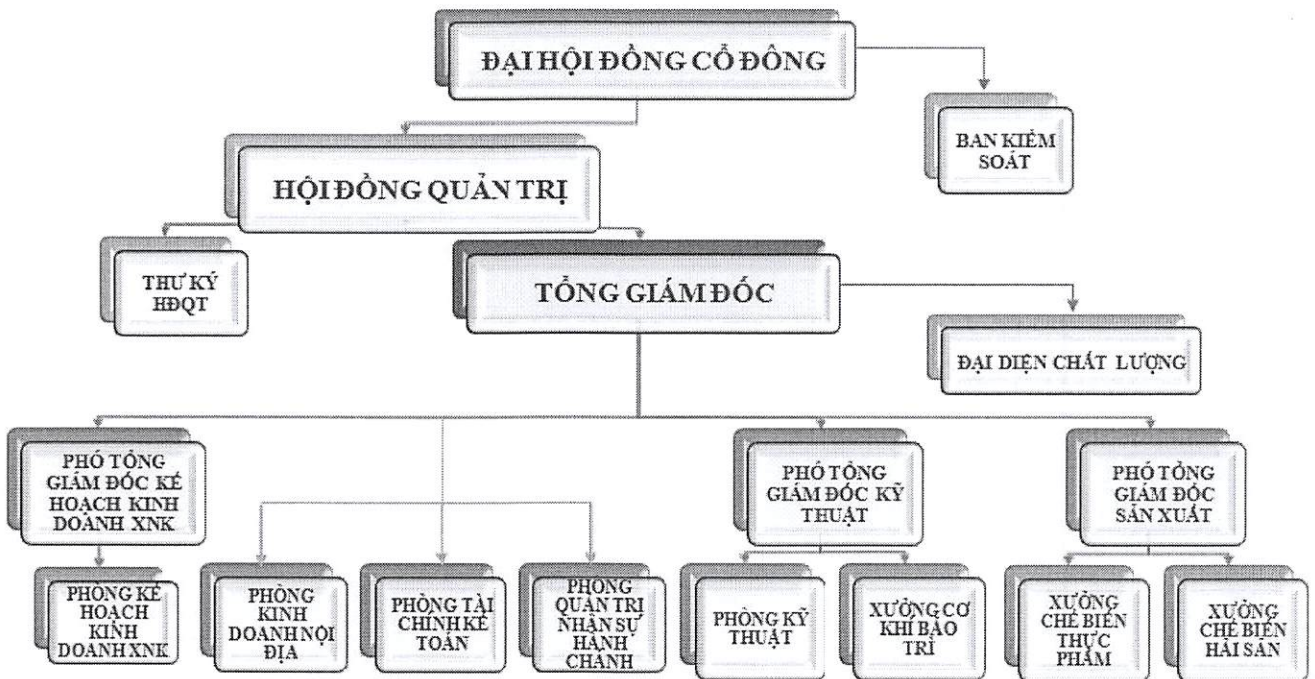 ĐẠI HỘI ĐỒNG CỔ ĐÔNG
BAN KIỂM
SOÁT
HỘI ĐỒNG QUẢN TRỊ
THƯ KÝ
HĐQT
TỔNG GIÁM ĐỐC
ĐẠI DIỆN CHẤT LƯỢNG
PHÓ TỔNG
GIÁM ĐỐC KẾ
HOẠCH KINH
DOANH XNK
PHÓ TỔNG
GIÁM ĐỐC KỸ
THUẬT
PHÓ TỔNG
GIÁM ĐỐC
SẢN XUẤT
PHÒNG KẾ
HOẠCH
KINH
DOANH XNK
PHÒNG
KINH
DOANH NỘI
ĐỊA
PHÒNG TÀI
CHÍNH KẾ
TOÁN
PHÒNG
QUẢN TRỊ
NHÂN SỰ
HÀNH
CHÁNH
PHÒNG KỸ
THUẬT
XƯỞNG CƠ
KHÍ BẢO
TRÌ
XƯỞNG
CHẾ BIẾN
THỰC
PHẨM
XƯỞNG
CHẾ BIẾN
HẢI SẢN